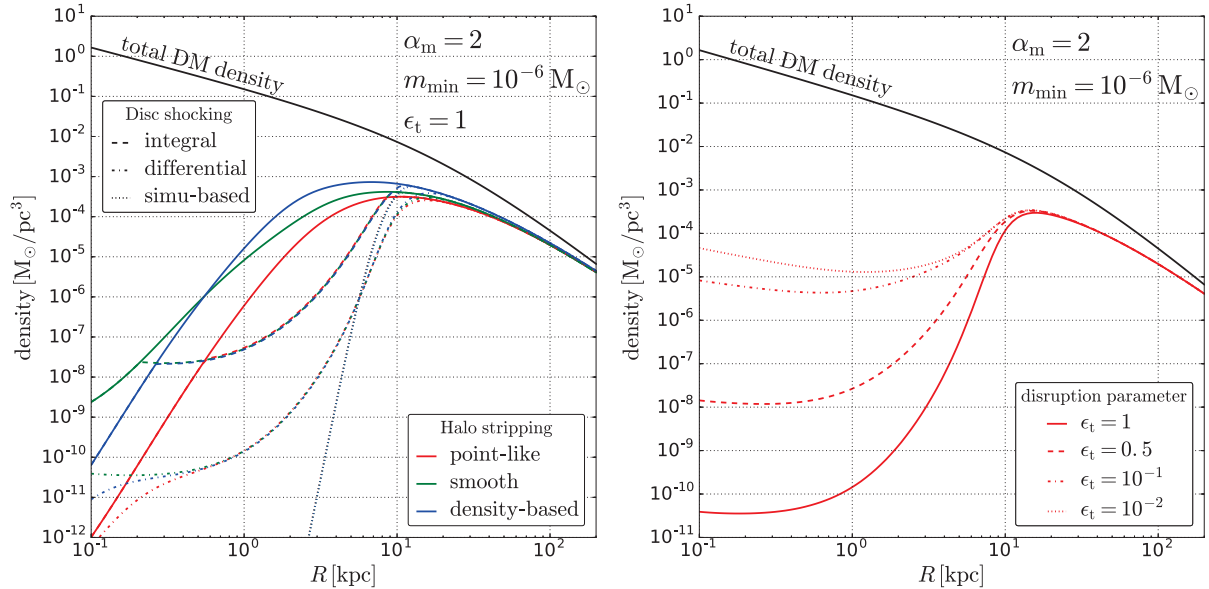 total DM density
α_m = 2
m_min = 10^-6 M_⊙
ϵ_t = 1
Disc shocking
integral
differential
simu-based
Halo stripping
point-like
smooth
density-based
density [M_⊙/pc^3]
10^1
10^0
10^-1
10^-2
10^-3
10^-4
10^-5
10^-6
10^-7
10^-8
10^-9
10^-10
10^-11
10^-12
10^-1
10^0
10^1
10^2
R [kpc]
total DM density
α_m = 2
m_min = 10^-6 M_⊙
disruption parameter
ϵ_t = 1
ϵ_t = 0.5
ϵ_t = 10^-1
ϵ_t = 10^-2
density [M_⊙/pc^3]
10^1
10^0
10^-1
10^-2
10^-3
10^-4
10^-5
10^-6
10^-7
10^-8
10^-9
10^-10
10^-11
10^-1
10^0
10^1
10^2
R [kpc]